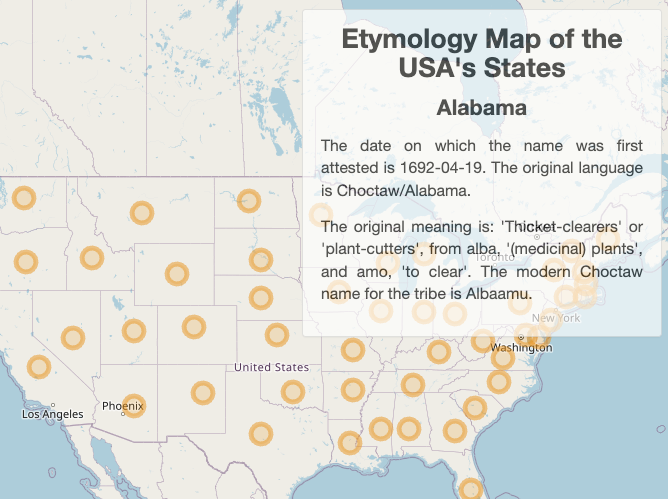 Etymology Map of the
USA's States
Alabama
The date on which the name was first
attested is 1692-04-19. The original language
is Choctaw/Alabama.
The original meaning is: 'Thicket-clearers' or
'plant-cutters', from alba, '(medicinal) plants',
and amo, 'to clear'. The modern Choctaw
name for the tribe is Albaamu.
Toronto
New York
Washington
United States
Phoenix
Los Angeles